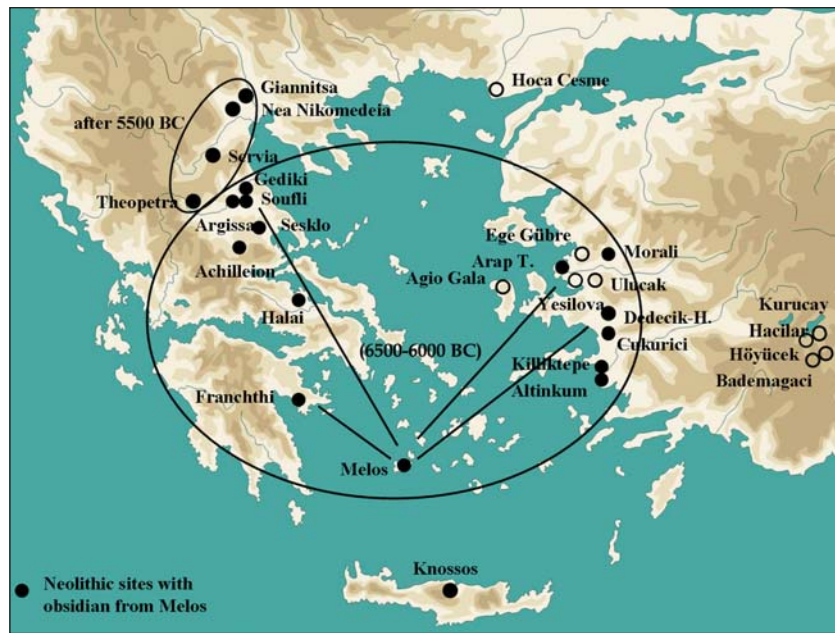 Hoca Cesme
Giannitsa
Nea Nikomedeia
after 5500 BC
Servia
Gediki
Theopetra
Soufli
Argissa
Sesklo
Achilleion
Ege Gübre
Morali
Arap T.
Agio Gala
Ulucak
Yesilova
Kurucay
Halai
Dedecik-H.
Hacilar
Cukurici
(6500-6000 BC)
Höyücek
Killiktepe
Bademagaci
Altinkum
Franchthi
Melos
Knossos
Neolithic sites with
obsidian from Melos